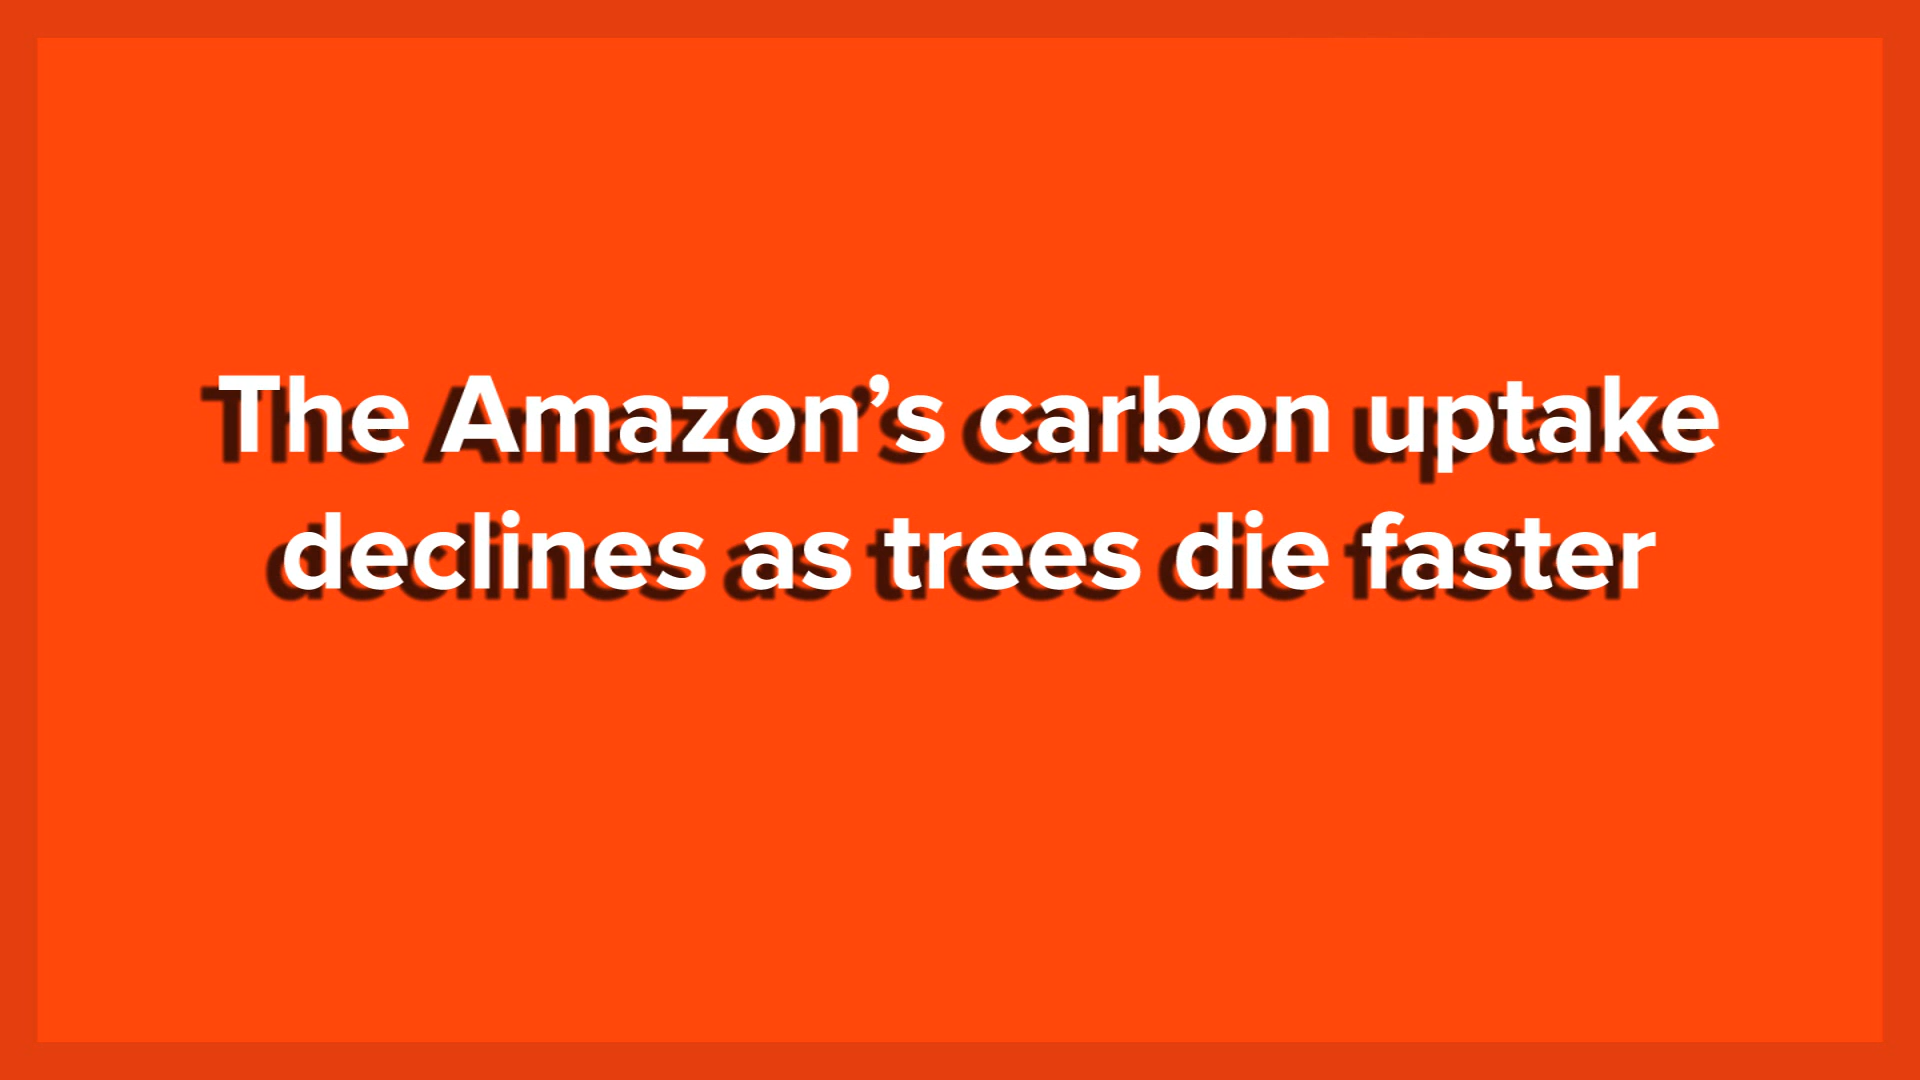 The Amazon’s carbon uptake
declines as trees die faster